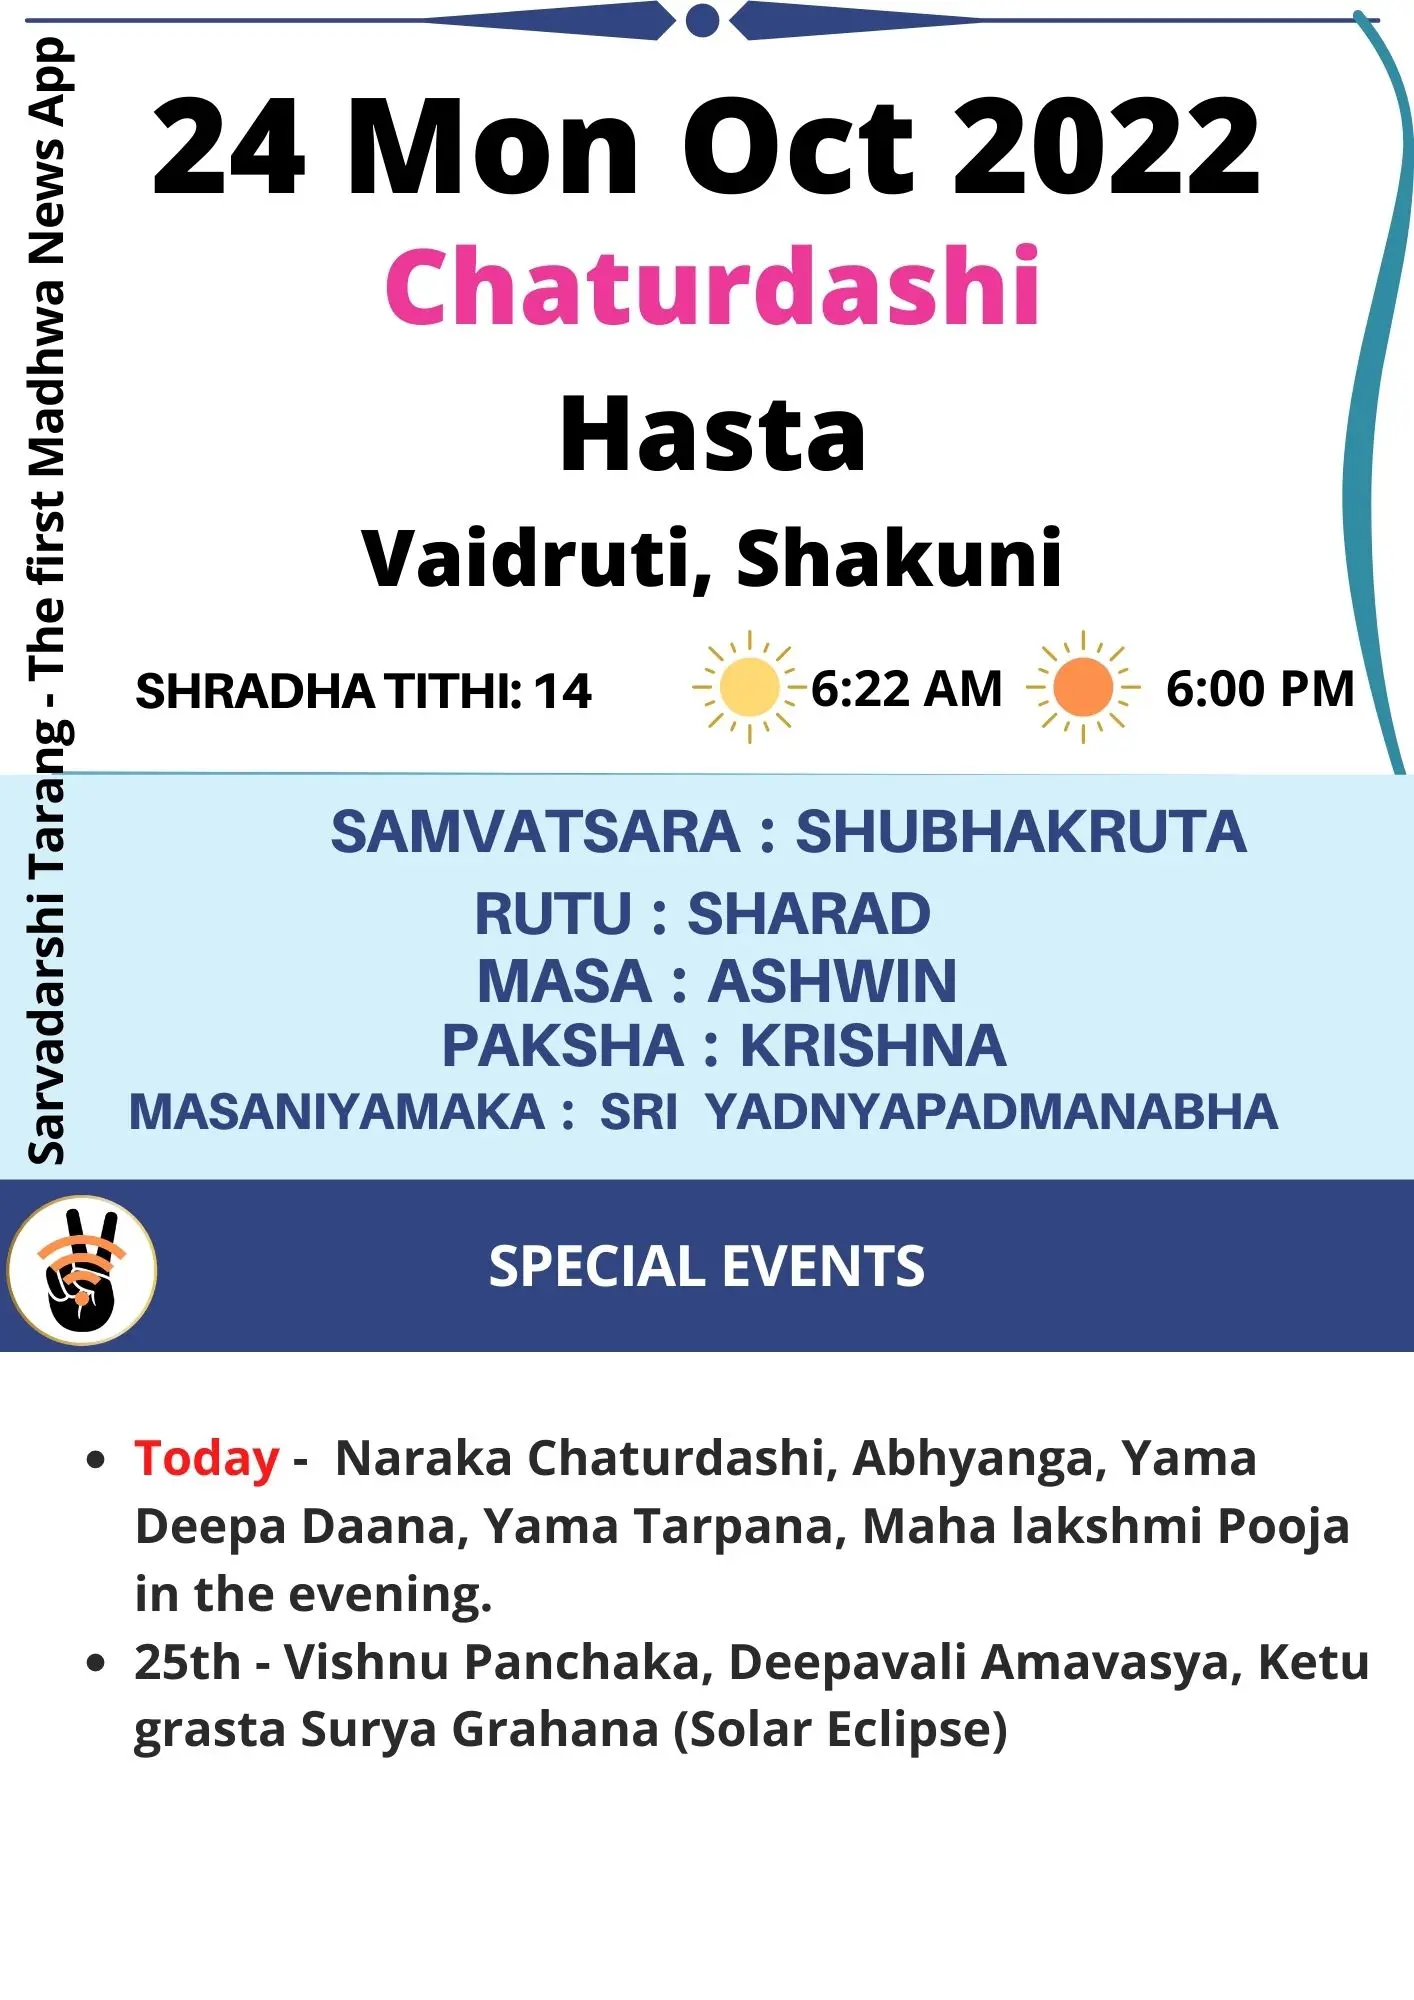 24 Mon Oct 2022
Chaturdashi
Hasta
Vaidruti, Shakuni
SHRADHA TITHI: 14 6:22 AM 6:00 PM
Sarvadarshi Tarang - The first Madhwa News App
SAMVATSARA : SHUBHAKRUTA
RUTU : SHARAD
MASA : ASHWIN
PAKSHA : KRISHNA
MASANIYAMAKA : SRI YADNYAPADMANABHA
SPECIAL EVENTS
• Today - Naraka Chaturdashi, Abhyanga, Yama
Deepa Daana, Yama Tarpana, Maha lakshmi Pooja
in the evening.
• 25th - Vishnu Panchaka, Deepavali Amavasya, Ketu
grasta Surya Grahana (Solar Eclipse)